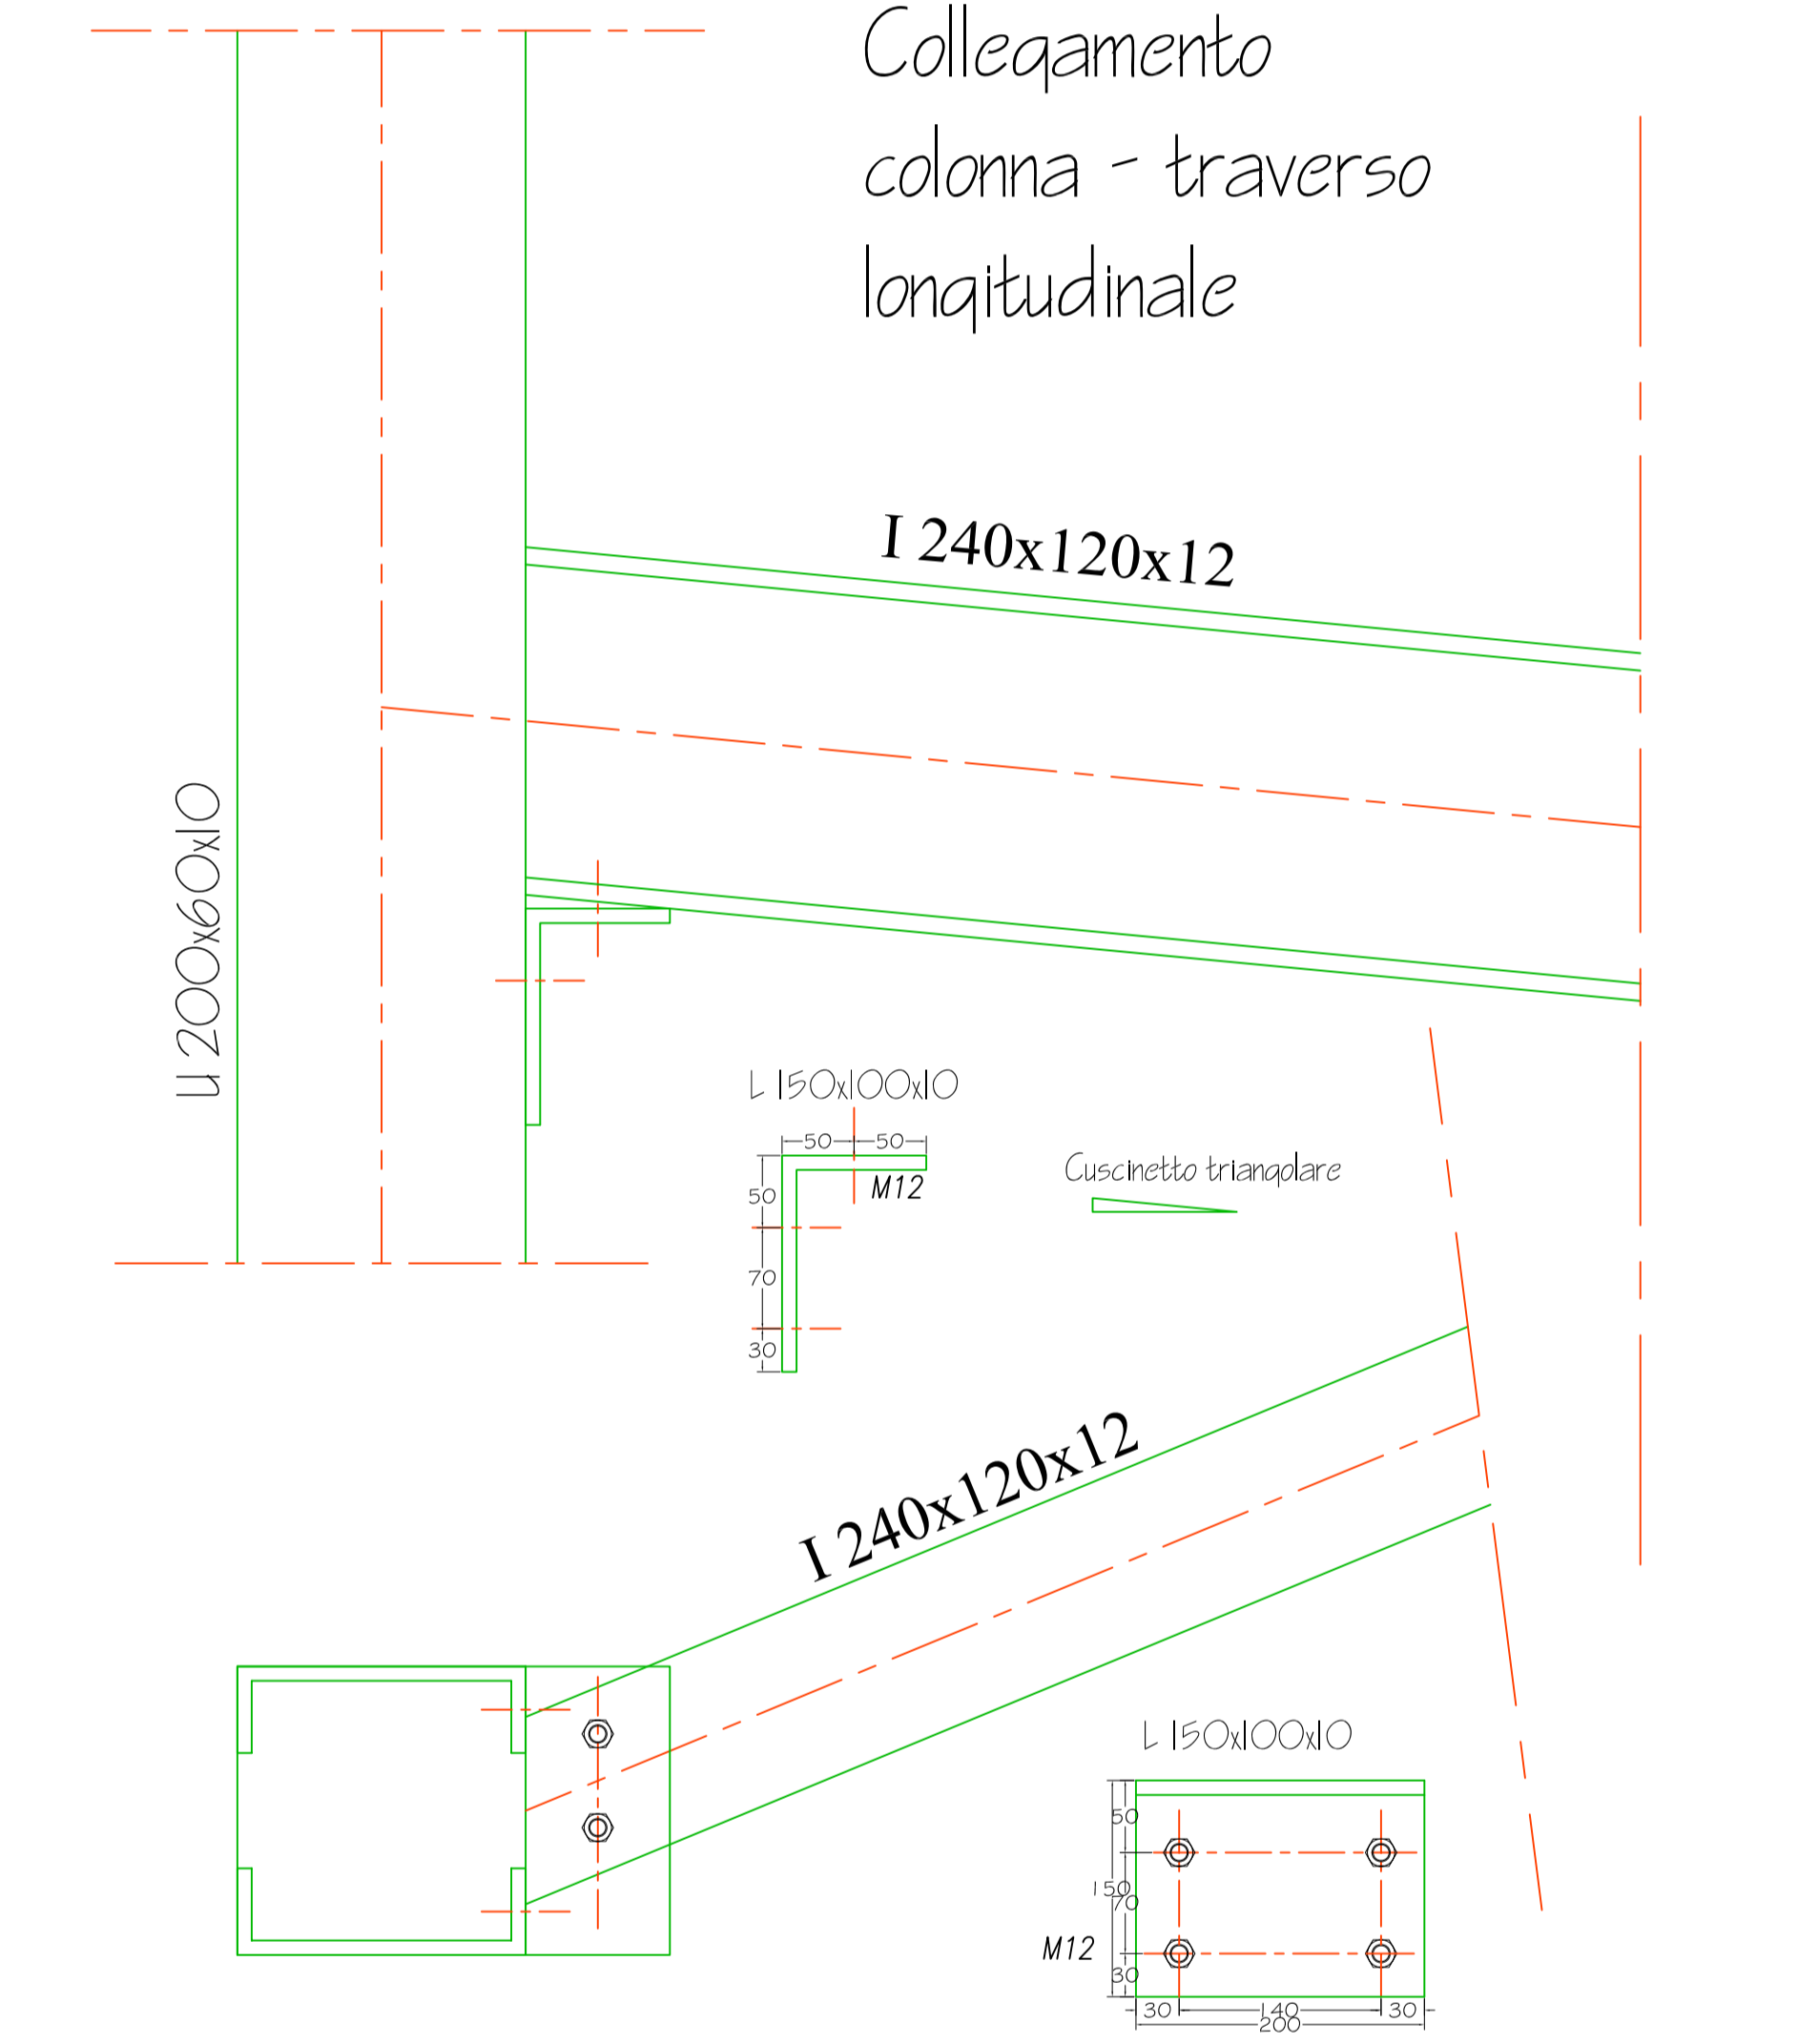 Collegamento
colonna - traverso
longitudinale
I 240x120x12
U 200x60x10
L 150x100x10
50 50
M12
50
70
30
Cuscinetto triangolare
I 240x120x12
L 150x100x10
50
150
70
M12
30
30 140 30
200